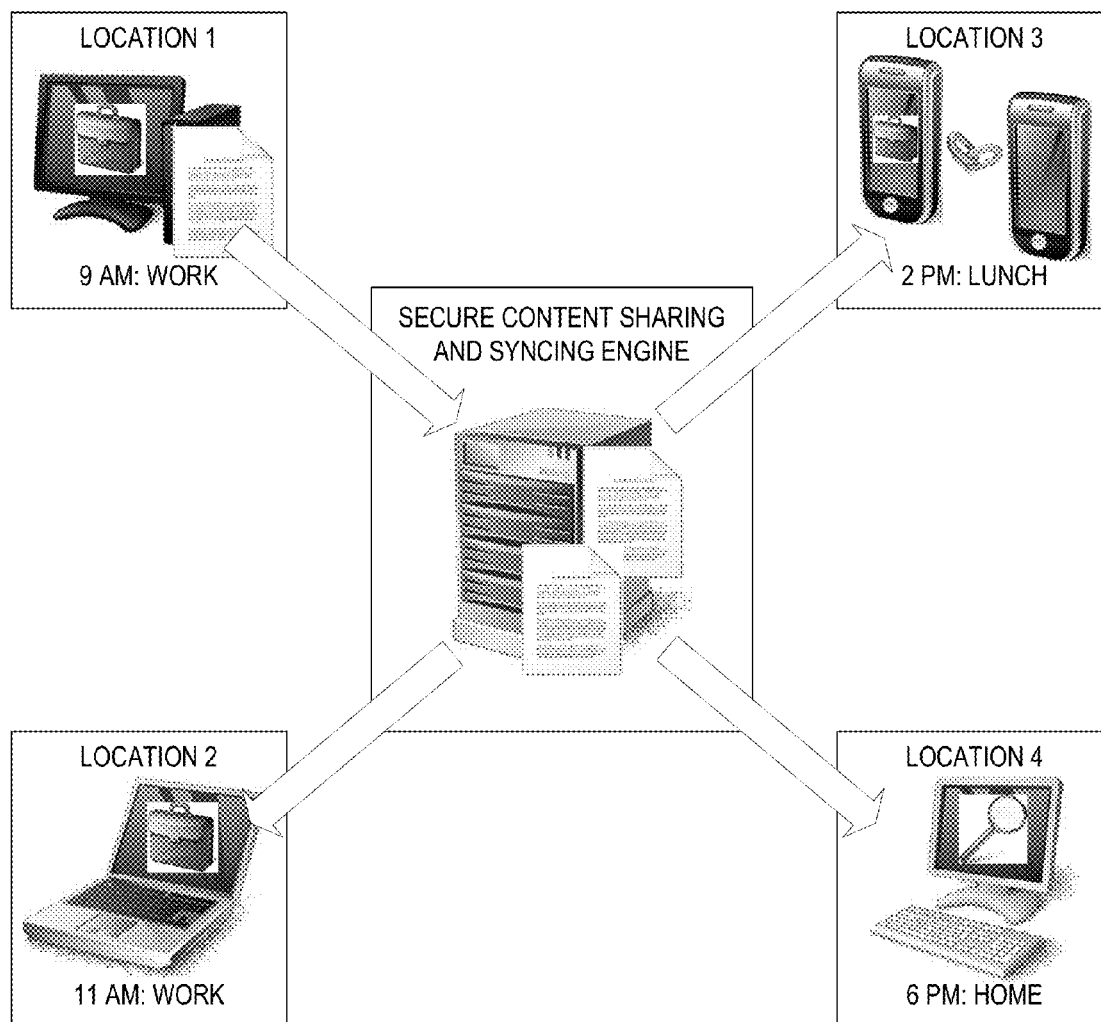 LOCATION 1
9 AM: WORK
LOCATION 3
2 PM: LUNCH
SECURE CONTENT SHARING
AND SYNCING ENGINE
LOCATION 2
11 AM: WORK
LOCATION 4
6 PM: HOME